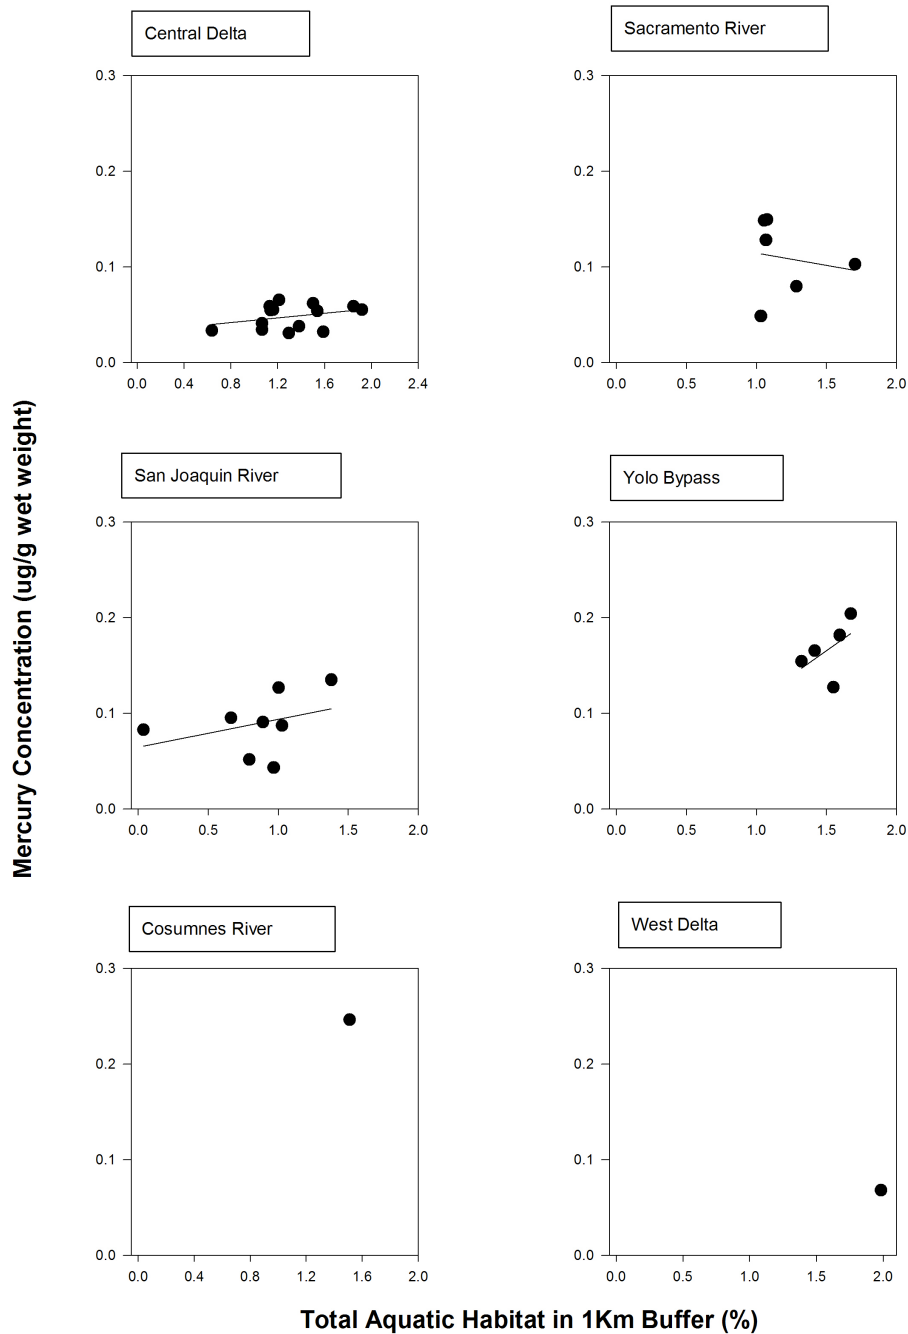 Central Delta
0.3
0.2
0.1
0.0
0.0 0.4 0.8 1.2 1.6 2.0 2.4
Sacramento River
0.3
0.2
0.1
0.0
0.0 0.5 1.0 1.5 2.0
San Joaquin River
0.3
0.2
0.1
0.0
0.0 0.5 1.0 1.5 2.0
Yolo Bypass
0.3
0.2
0.1
0.0
0.0 0.5 1.0 1.5 2.0
Cosumnes River
0.3
0.2
0.1
0.0
0.0 0.4 0.8 1.2 1.6 2.0
West Delta
0.3
0.2
0.1
0.0
0.0 0.5 1.0 1.5 2.0
Mercury Concentration (ug/g wet weight)
Total Aquatic Habitat in 1Km Buffer (%)